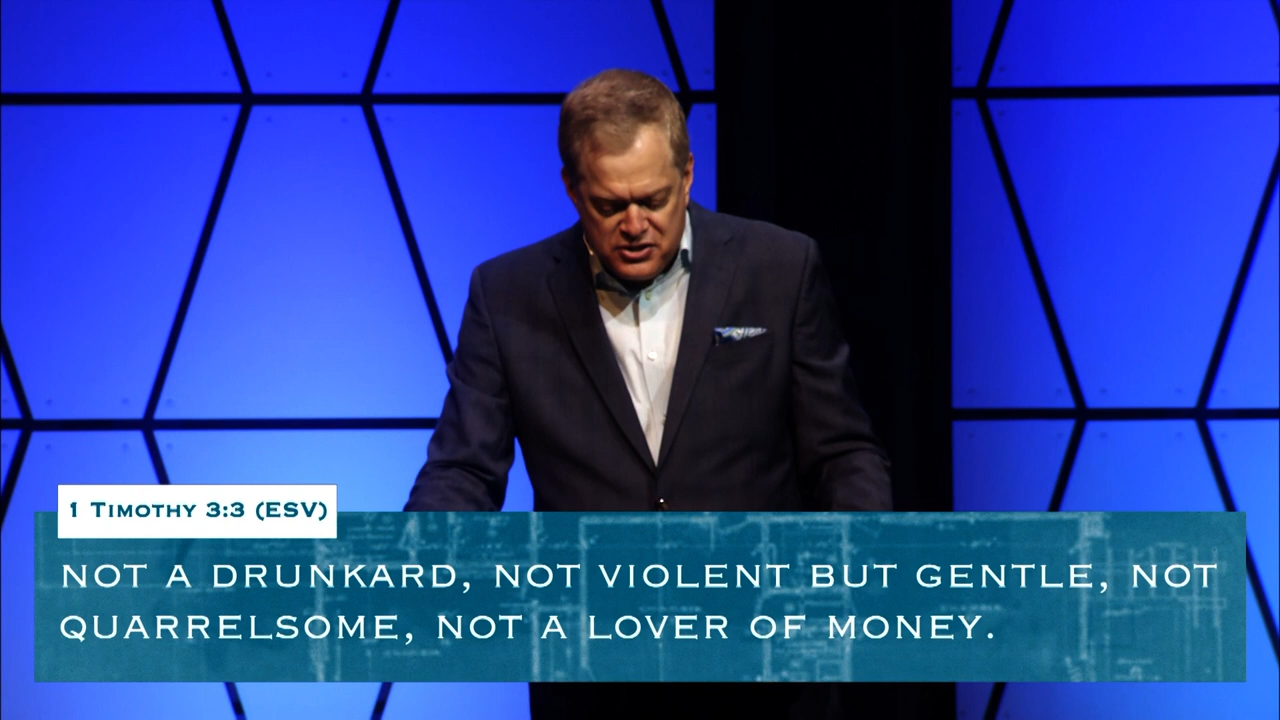 1 Timothy 3:3 (ESV)
NOT A DRUNKARD, NOT VIOLENT BUT GENTLE, NOT
QUARRELSOME, NOT A LOVER OF MONEY.